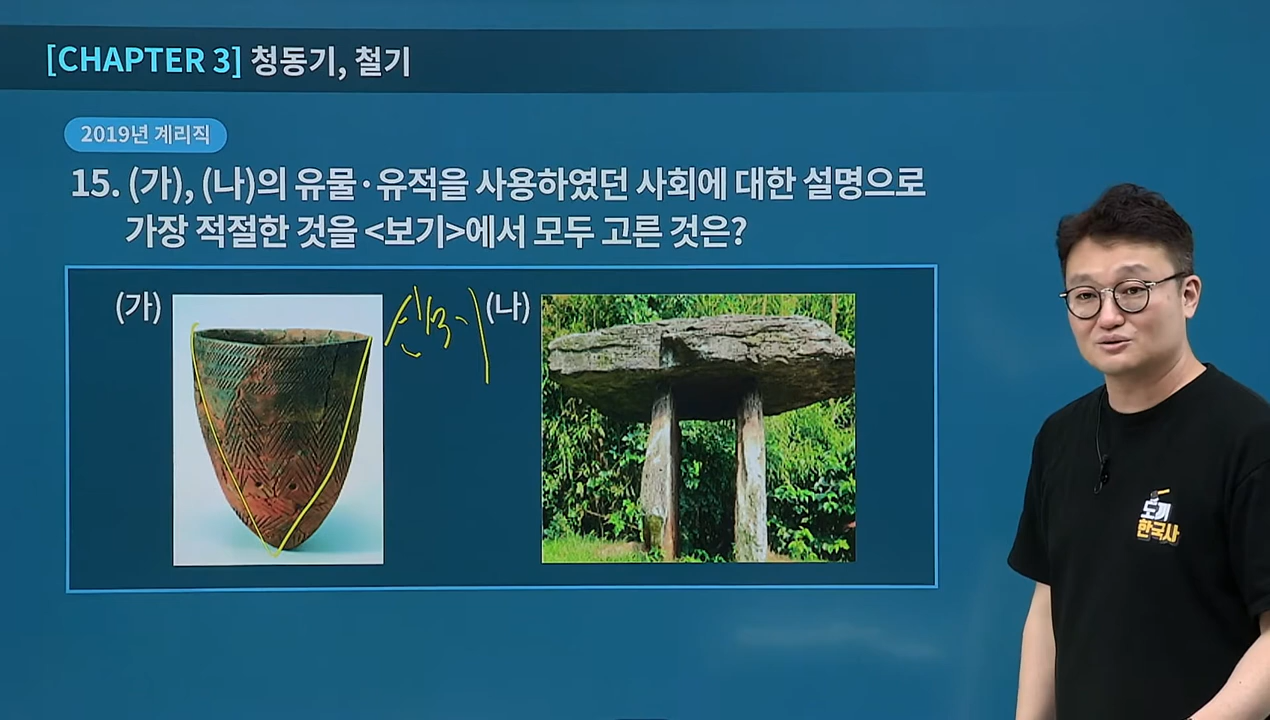 [CHAPTER 3] 청동기, 철기
2019년 계리직
15. (가), (나)의 유물·유적을 사용하였던 사회에 대한 설명으로
가장 적절한 것을 <보기>에서 모두 고른 것은?
(가)
신석기
(나)
도끼
한국사